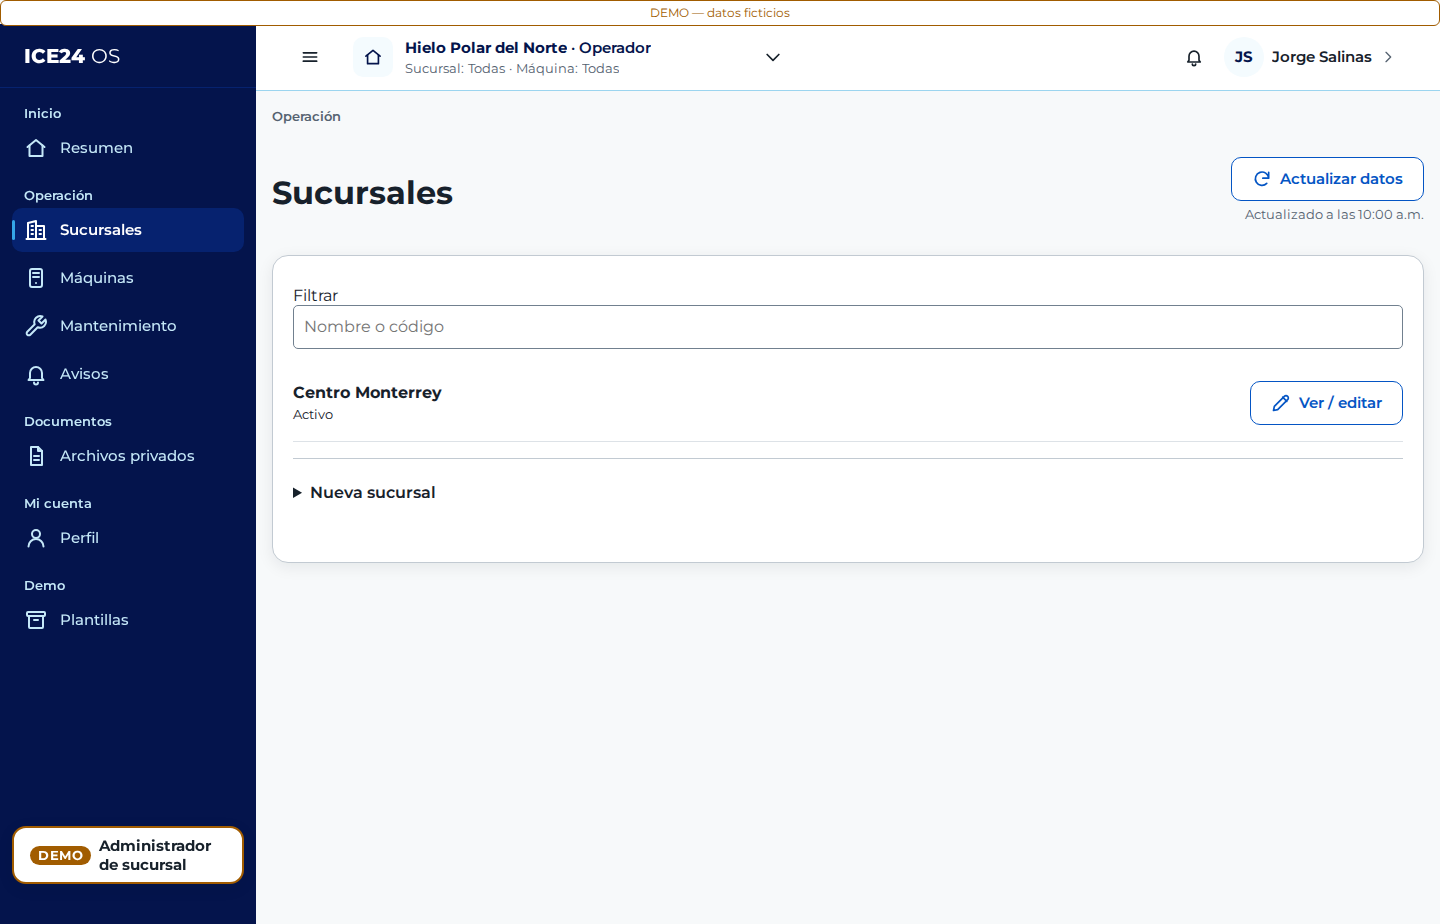 DEMO — datos ficticios
ICE24 OS
Inicio
Resumen
Operación
Sucursales
Máquinas
Mantenimiento
Avisos
Documentos
Archivos privados
Mi cuenta
Perfil
Demo
Plantillas
DEMO Administrador
de sucursal
Hielo Polar del Norte · Operador
Sucursal: Todas · Máquina: Todas
JS Jorge Salinas
Operación
Sucursales
Actualizar datos
Actualizado a las 10:00 a.m.
Filtrar
Nombre o código
Centro Monterrey
Activo
Ver / editar
Nueva sucursal